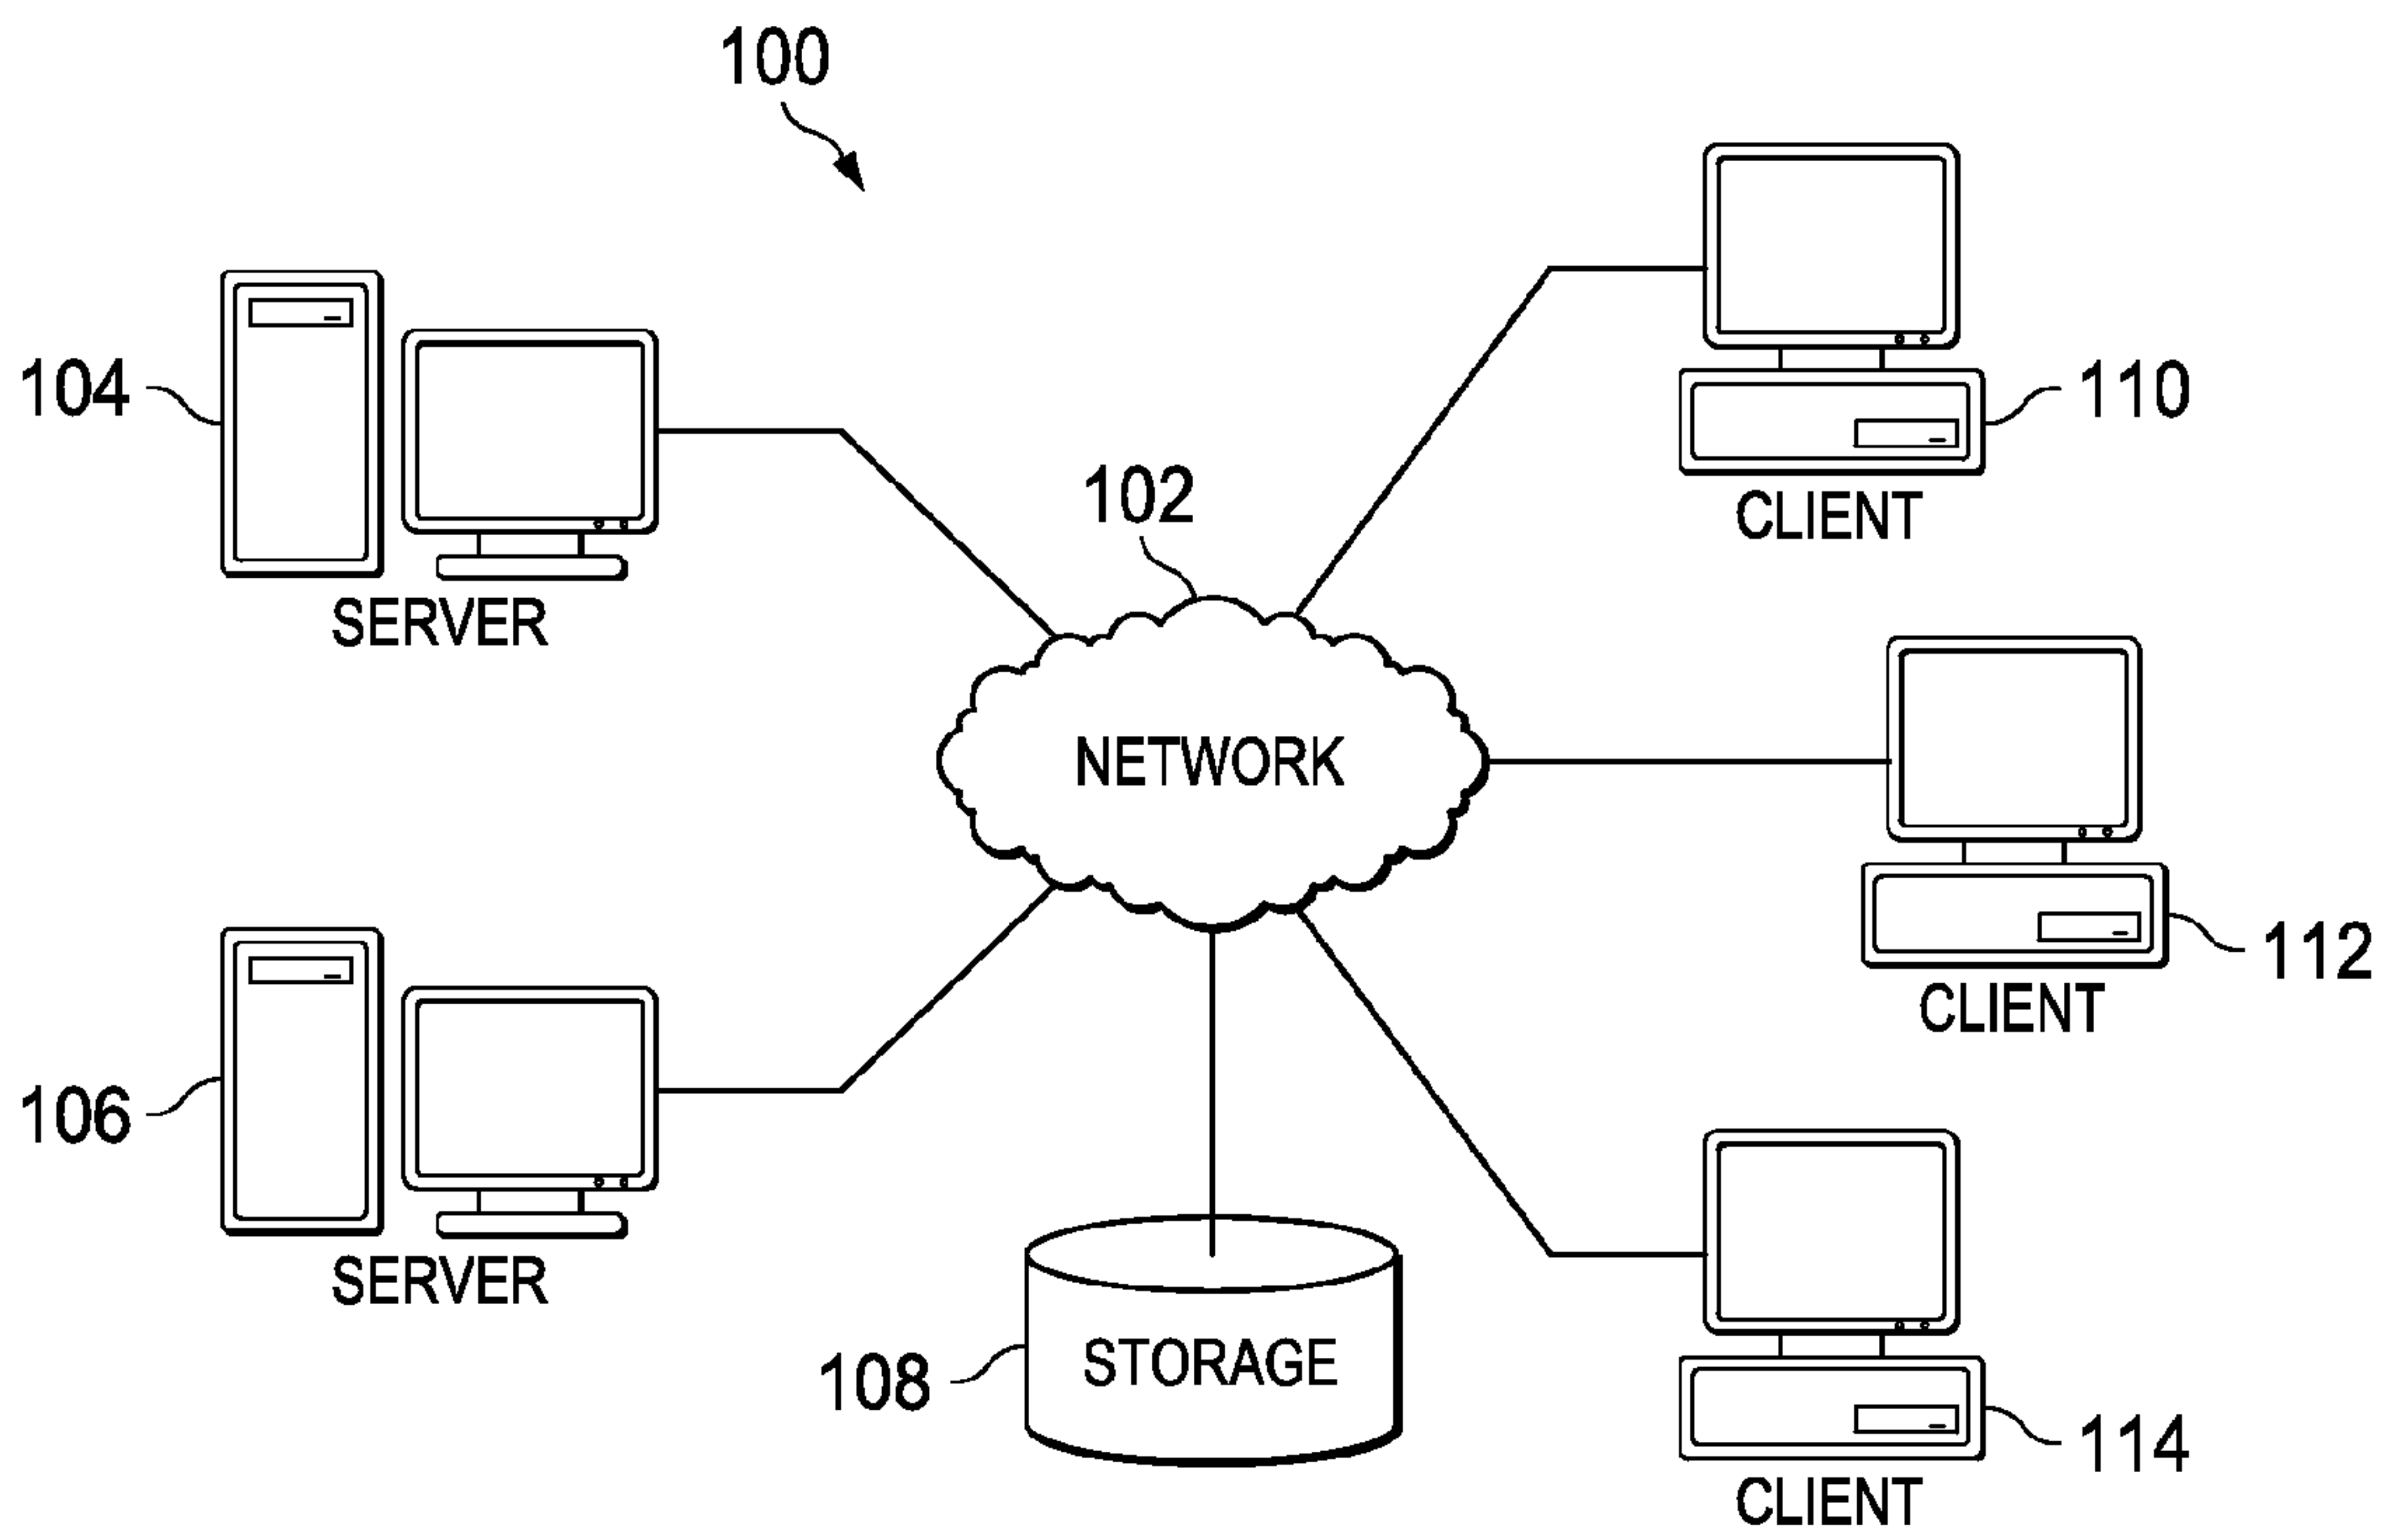 100
110
CLIENT
104
SERVER
102
NETWORK
112
CLIENT
106
SERVER
108
STORAGE
114
CLIENT